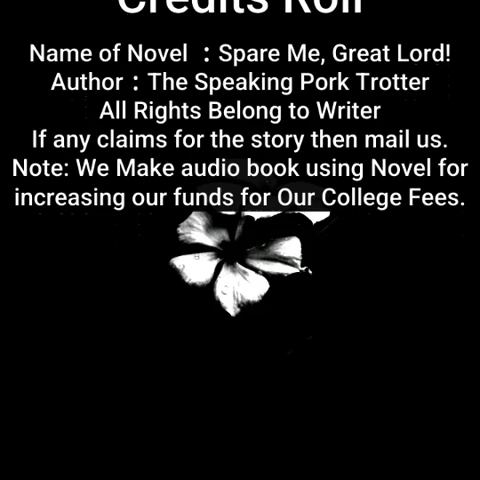 Credits Roll
Name of Novel : Spare Me, Great Lord!
Author : The Speaking Pork Trotter
All Rights Belong to Writer
If any claims for the story then mail us.
Note: We Make audio book using Novel for
increasing our funds for Our College Fees.